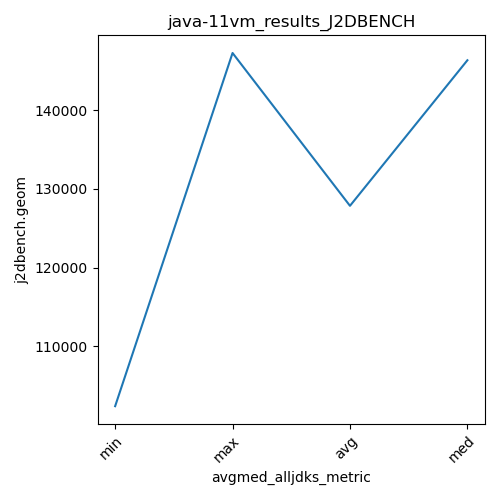 java-11vm_results_J2DBENCH
j2dbench.geom
140000
130000
120000
110000
min
max
avg
med
avgmed_alljdks_metric